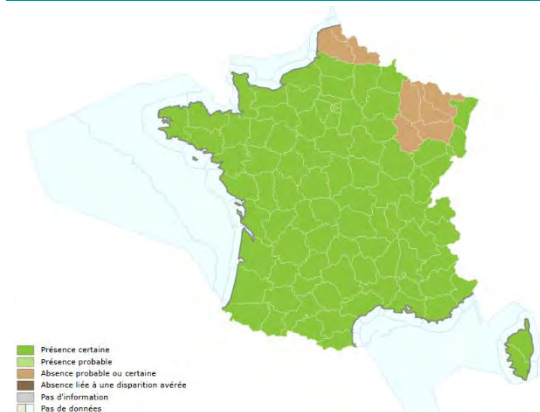 Présence certaine
Présence probable
Absence probable ou certaine
Absence liée à une disparition avérée
Pas d'information
Pas de données